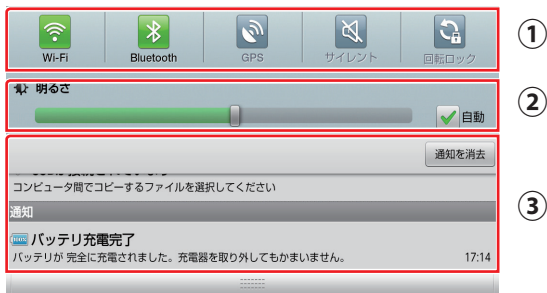 Wi-Fi Bluetooth GPS サイレント 回転ロック
①
明るさ
自動
②
通知を消去
コンピュータ間でコピーするファイルを選択してください
通知
③
バッテリ充電完了
バッテリが 完全に充電されました。充電器を取り外してもかまいません。 17:14